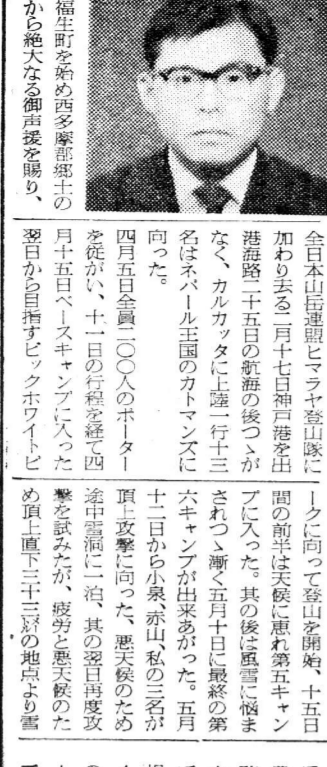 福生町を始め西多摩郡郷土の
から絶大なる御声援を賜り、
全日本山岳連盟ヒマラヤ登山隊に
加わり去る二月十七日神戸港を出
港海路二十五日の航海の後つゝが
なく、カルカッタに上陸一行十三
名はネパール王国のカトマンズに
向った。
四月五日全員二〇〇人のポーター
を従がい、十一日の行程を経て四
月十五日ベースキャンプに入った
翌日から目指すビックホワイトピ
ークに向って登山を開始、十五日
間の前半は天候に恵れ第五キャン
プに入った。其の後は風雪に悩ま
されつゝ漸く五月十日に最終の第
六キャンプが出来あがった。五月
十二日から小泉、赤山、私の三名が
頂上攻撃に向った、悪天候のため
途中雪洞に一泊、其の翌日再度攻
撃を試みたが、疲労と悪天候のた
め頂上直下三十三㍍の地点より雪